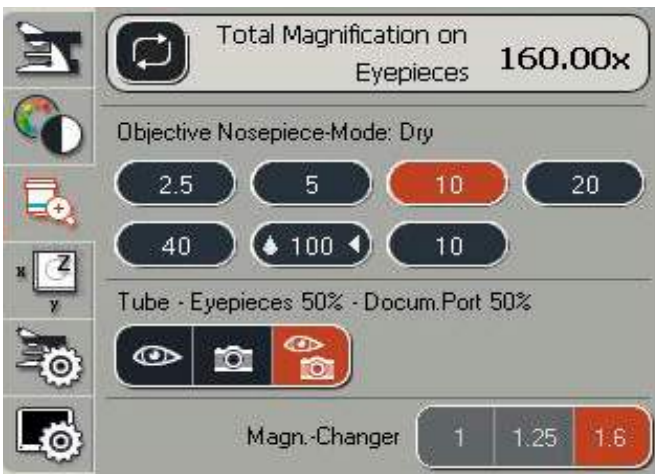 Total Magnification on
Eyepieces
160.00x
Objective Nosepiece-Mode: Dry
2.5 5 10 20
40 100 10
Tube - Eyepieces 50% - Docum.Port 50%
x Z
y
Magn.-Changer 1 1.25 1.6